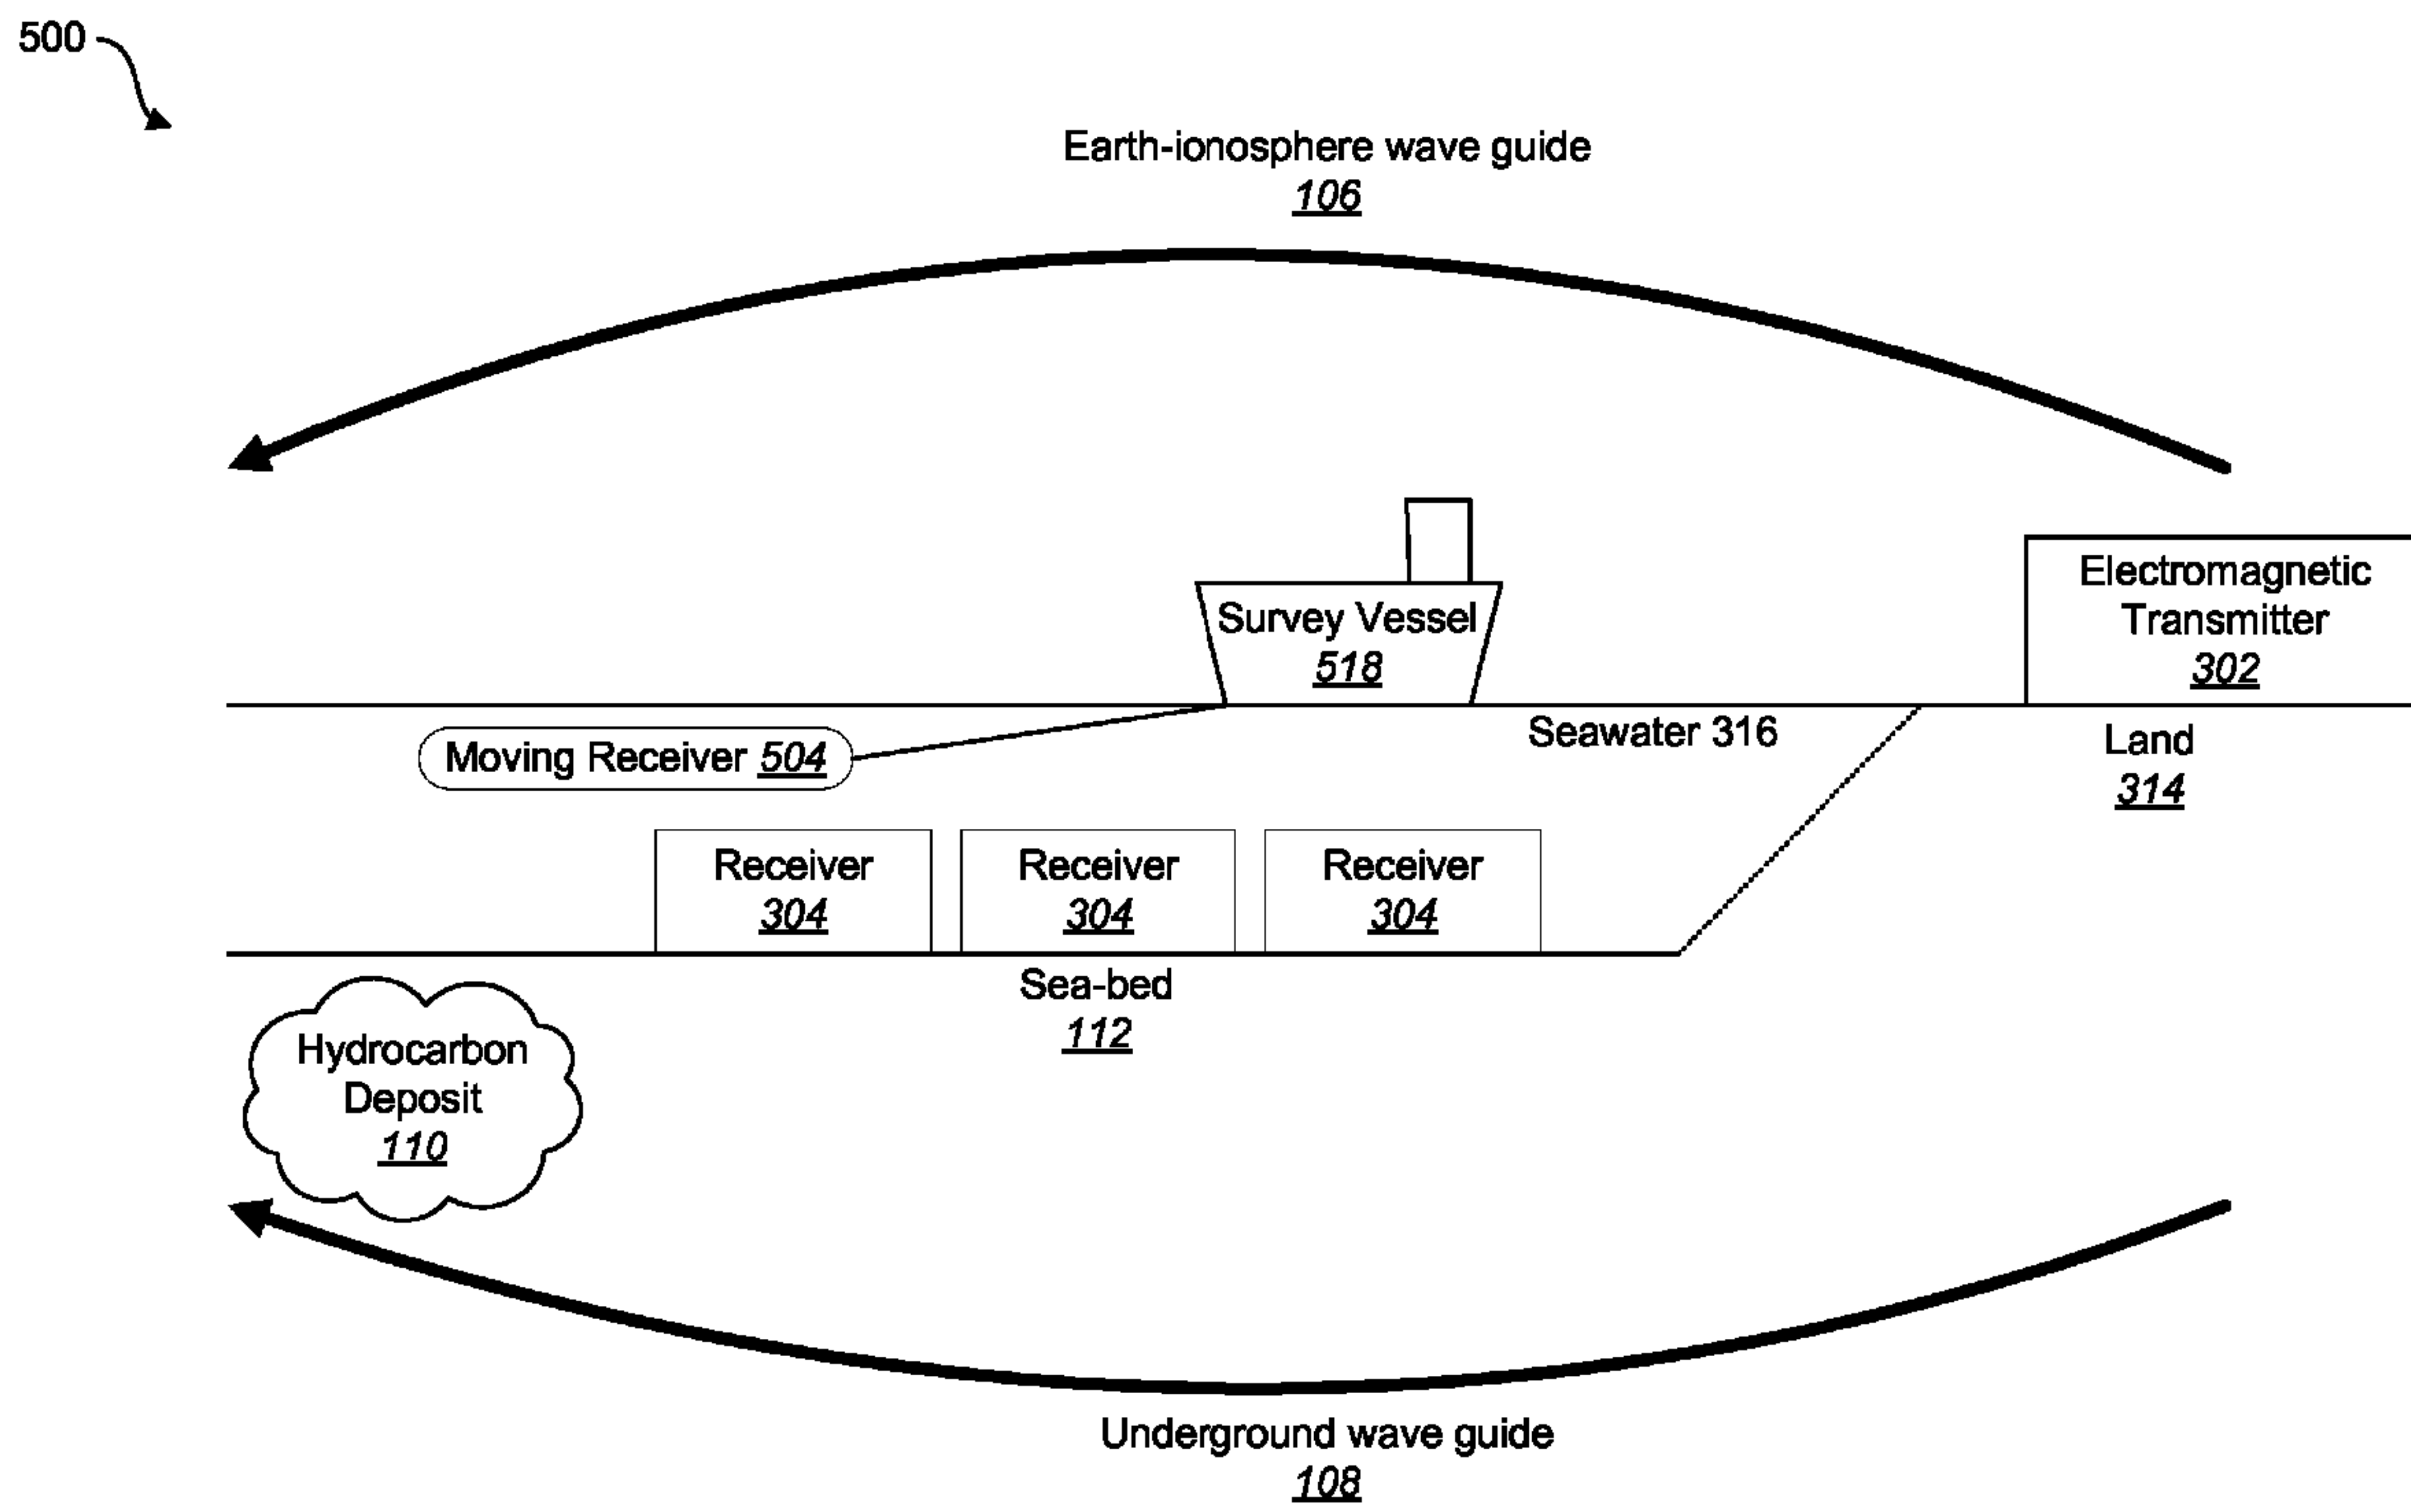 500
Earth-ionosphere wave guide
106
Survey Vessel
518
Electromagnetic
Transmitter
302
Moving Receiver 504
Seawater 316
Land
314
Receiver
304
Receiver
304
Receiver
304
Sea-bed
112
Hydrocarbon
Deposit
110
Underground wave guide
108